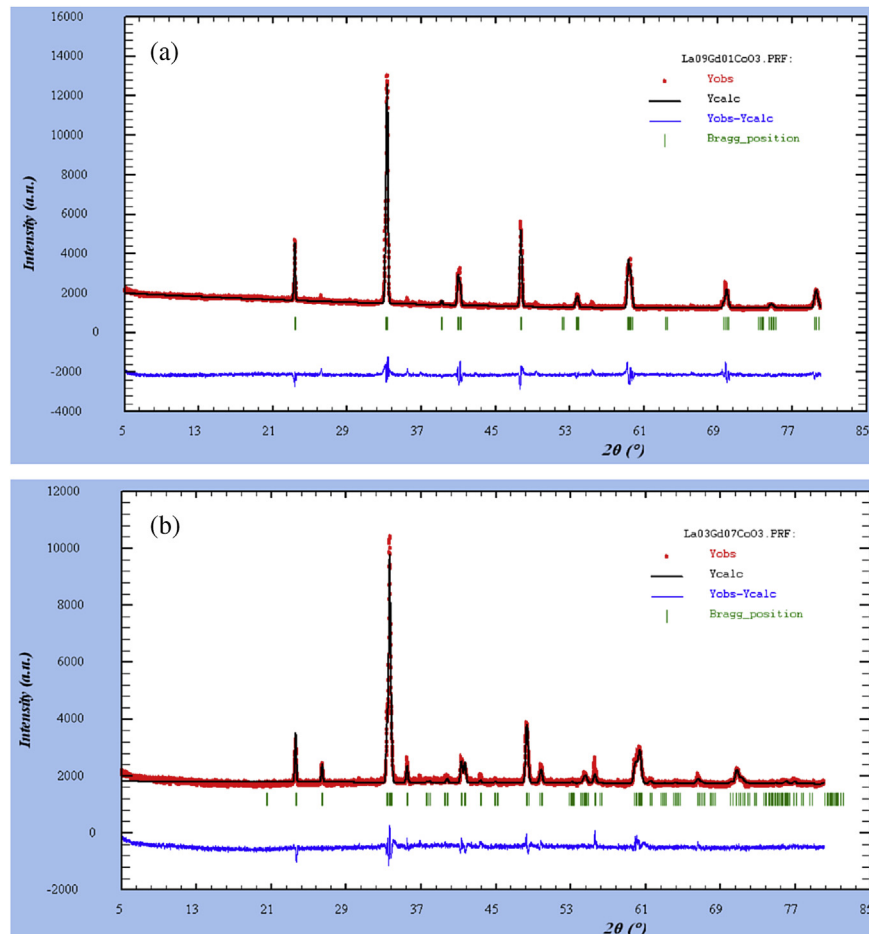 16000
(a)
La09Gd01CoO3.PRF:
14000
Yobs
12000
Ycalc
Yobs-Ycalc
10000
Bragg_position
8000
6000
4000
2000
0
-2000
-4000
5 13 21 29 37 45 53 61 69 77 85
Intensity (a.u.)
2θ (°)
12000
(b)
La03Gd07CoO3.PRF:
10000
Yobs
Ycalc
Yobs-Ycalc
8000
Bragg_position
6000
4000
2000
0
-2000
5 13 21 29 37 45 53 61 69 77 85
Intensity (a.u.)
2θ (°)